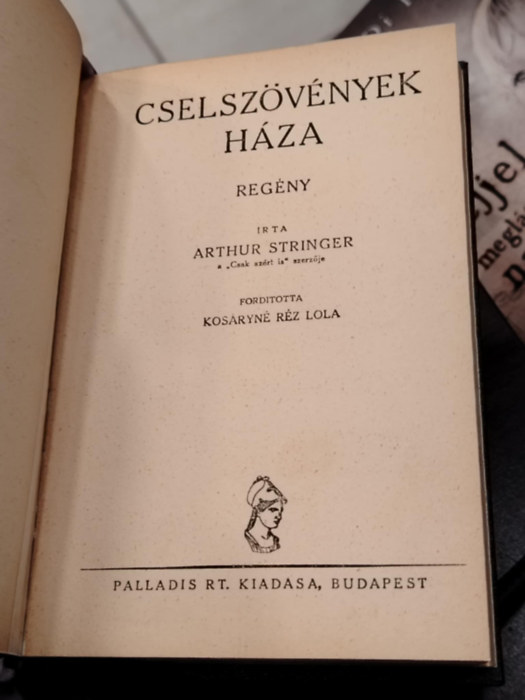 CSELSZÖVÉNYEK
HÁZA
REGÉNY
IRTA
ARTHUR STRINGER
a „Csak azért is" szerzője
FORDITOTTA
KOSÁRYNÉ RÉZ LOLA
PALLADIS RT. KIADASA, BUDAPEST